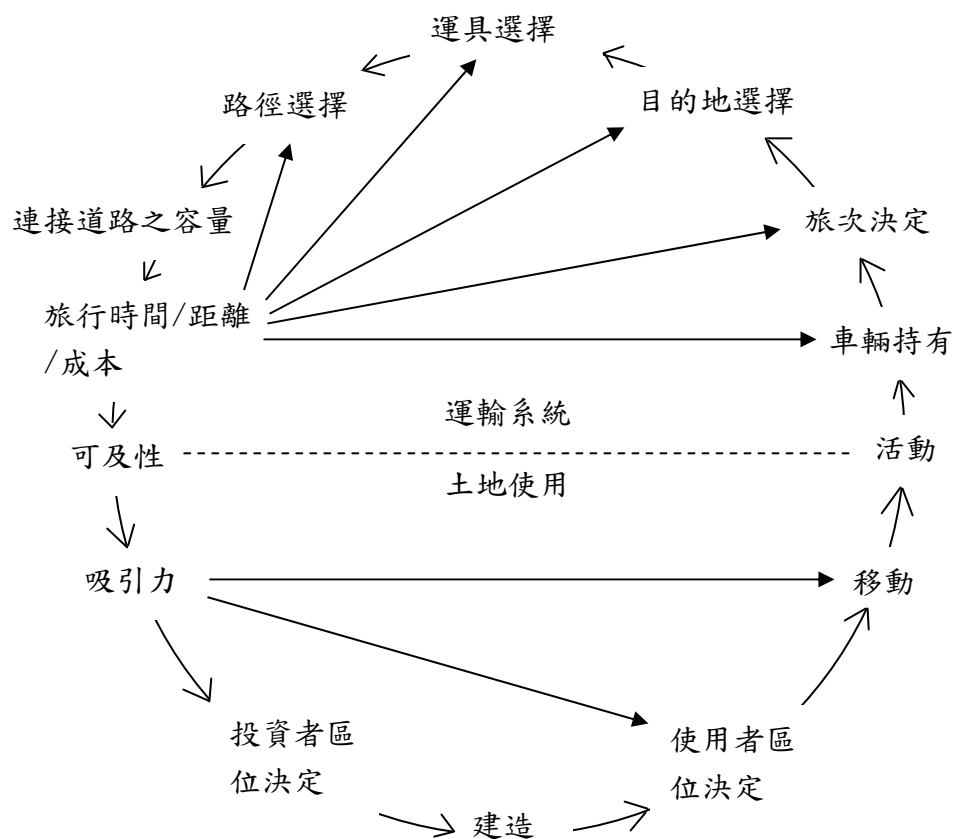 運具選擇
路徑選擇
目的地選擇
連接道路之容量
旅次決定
旅行時間/距離
/成本
車輛持有
運輸系統
可及性
活動
土地使用
吸引力
移動
投資者區
位決定
使用者區
位決定
建造